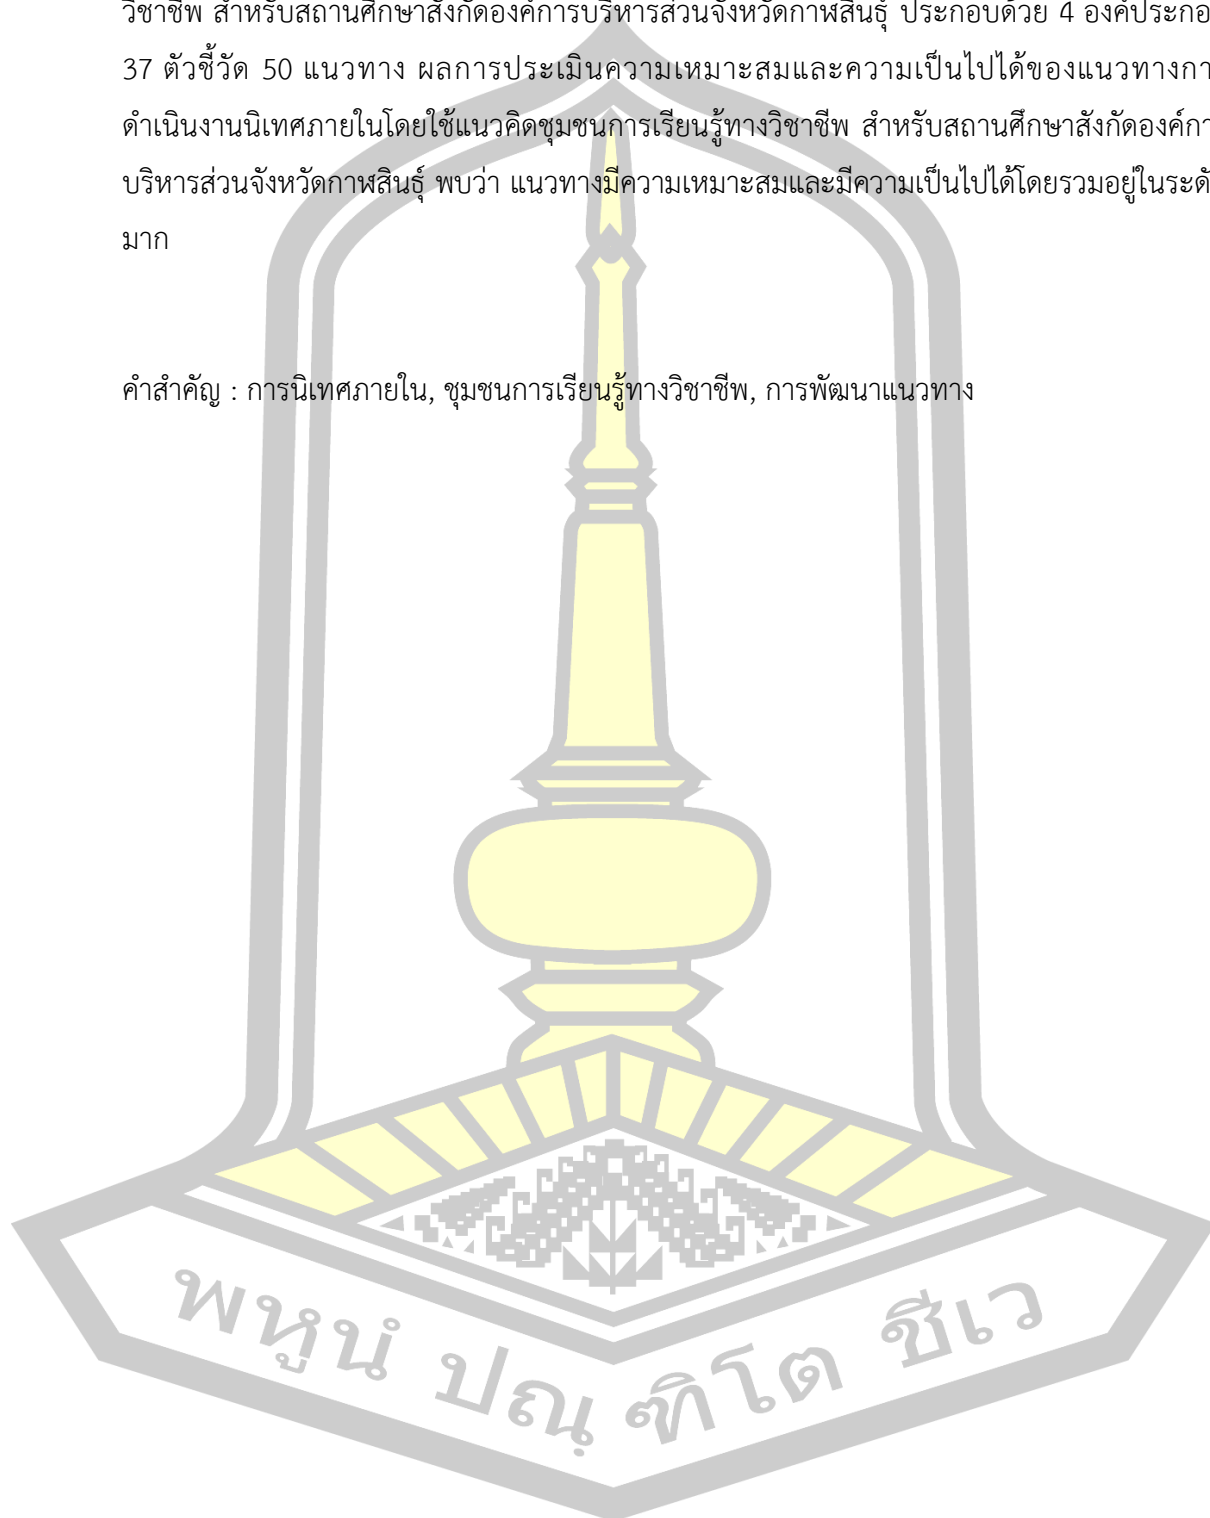 วิชาชีพ สำหรับสถานศึกษาสังกัดองค์การบริหารส่วนจังหวัดกาฬสินธุ์ ประกอบด้วย 4 องค์ประกอ
37 ตัวชี้วัด 50 แนวทาง ผลการประเมินความเหมาะสมและความเป็นไปได้ของแนวทางกา
ดำเนินงานนิเทศภายในโดยใช้แนวคิดชุมชนการเรียนรู้ทางวิชาชีพ สำหรับสถานศึกษาสังกัดองค์กา
บริหารส่วนจังหวัดกาฬสินธุ์ พบว่า แนวทางมีความเหมาะสมและมีความเป็นไปได้โดยรวมอยู่ในระดั
มาก
คำสำคัญ : การนิเทศภายใน, ชุมชนการเรียนรู้ทางวิชาชีพ, การพัฒนาแนวทาง
พหูนํ ปณฺฑิโต ชีเว